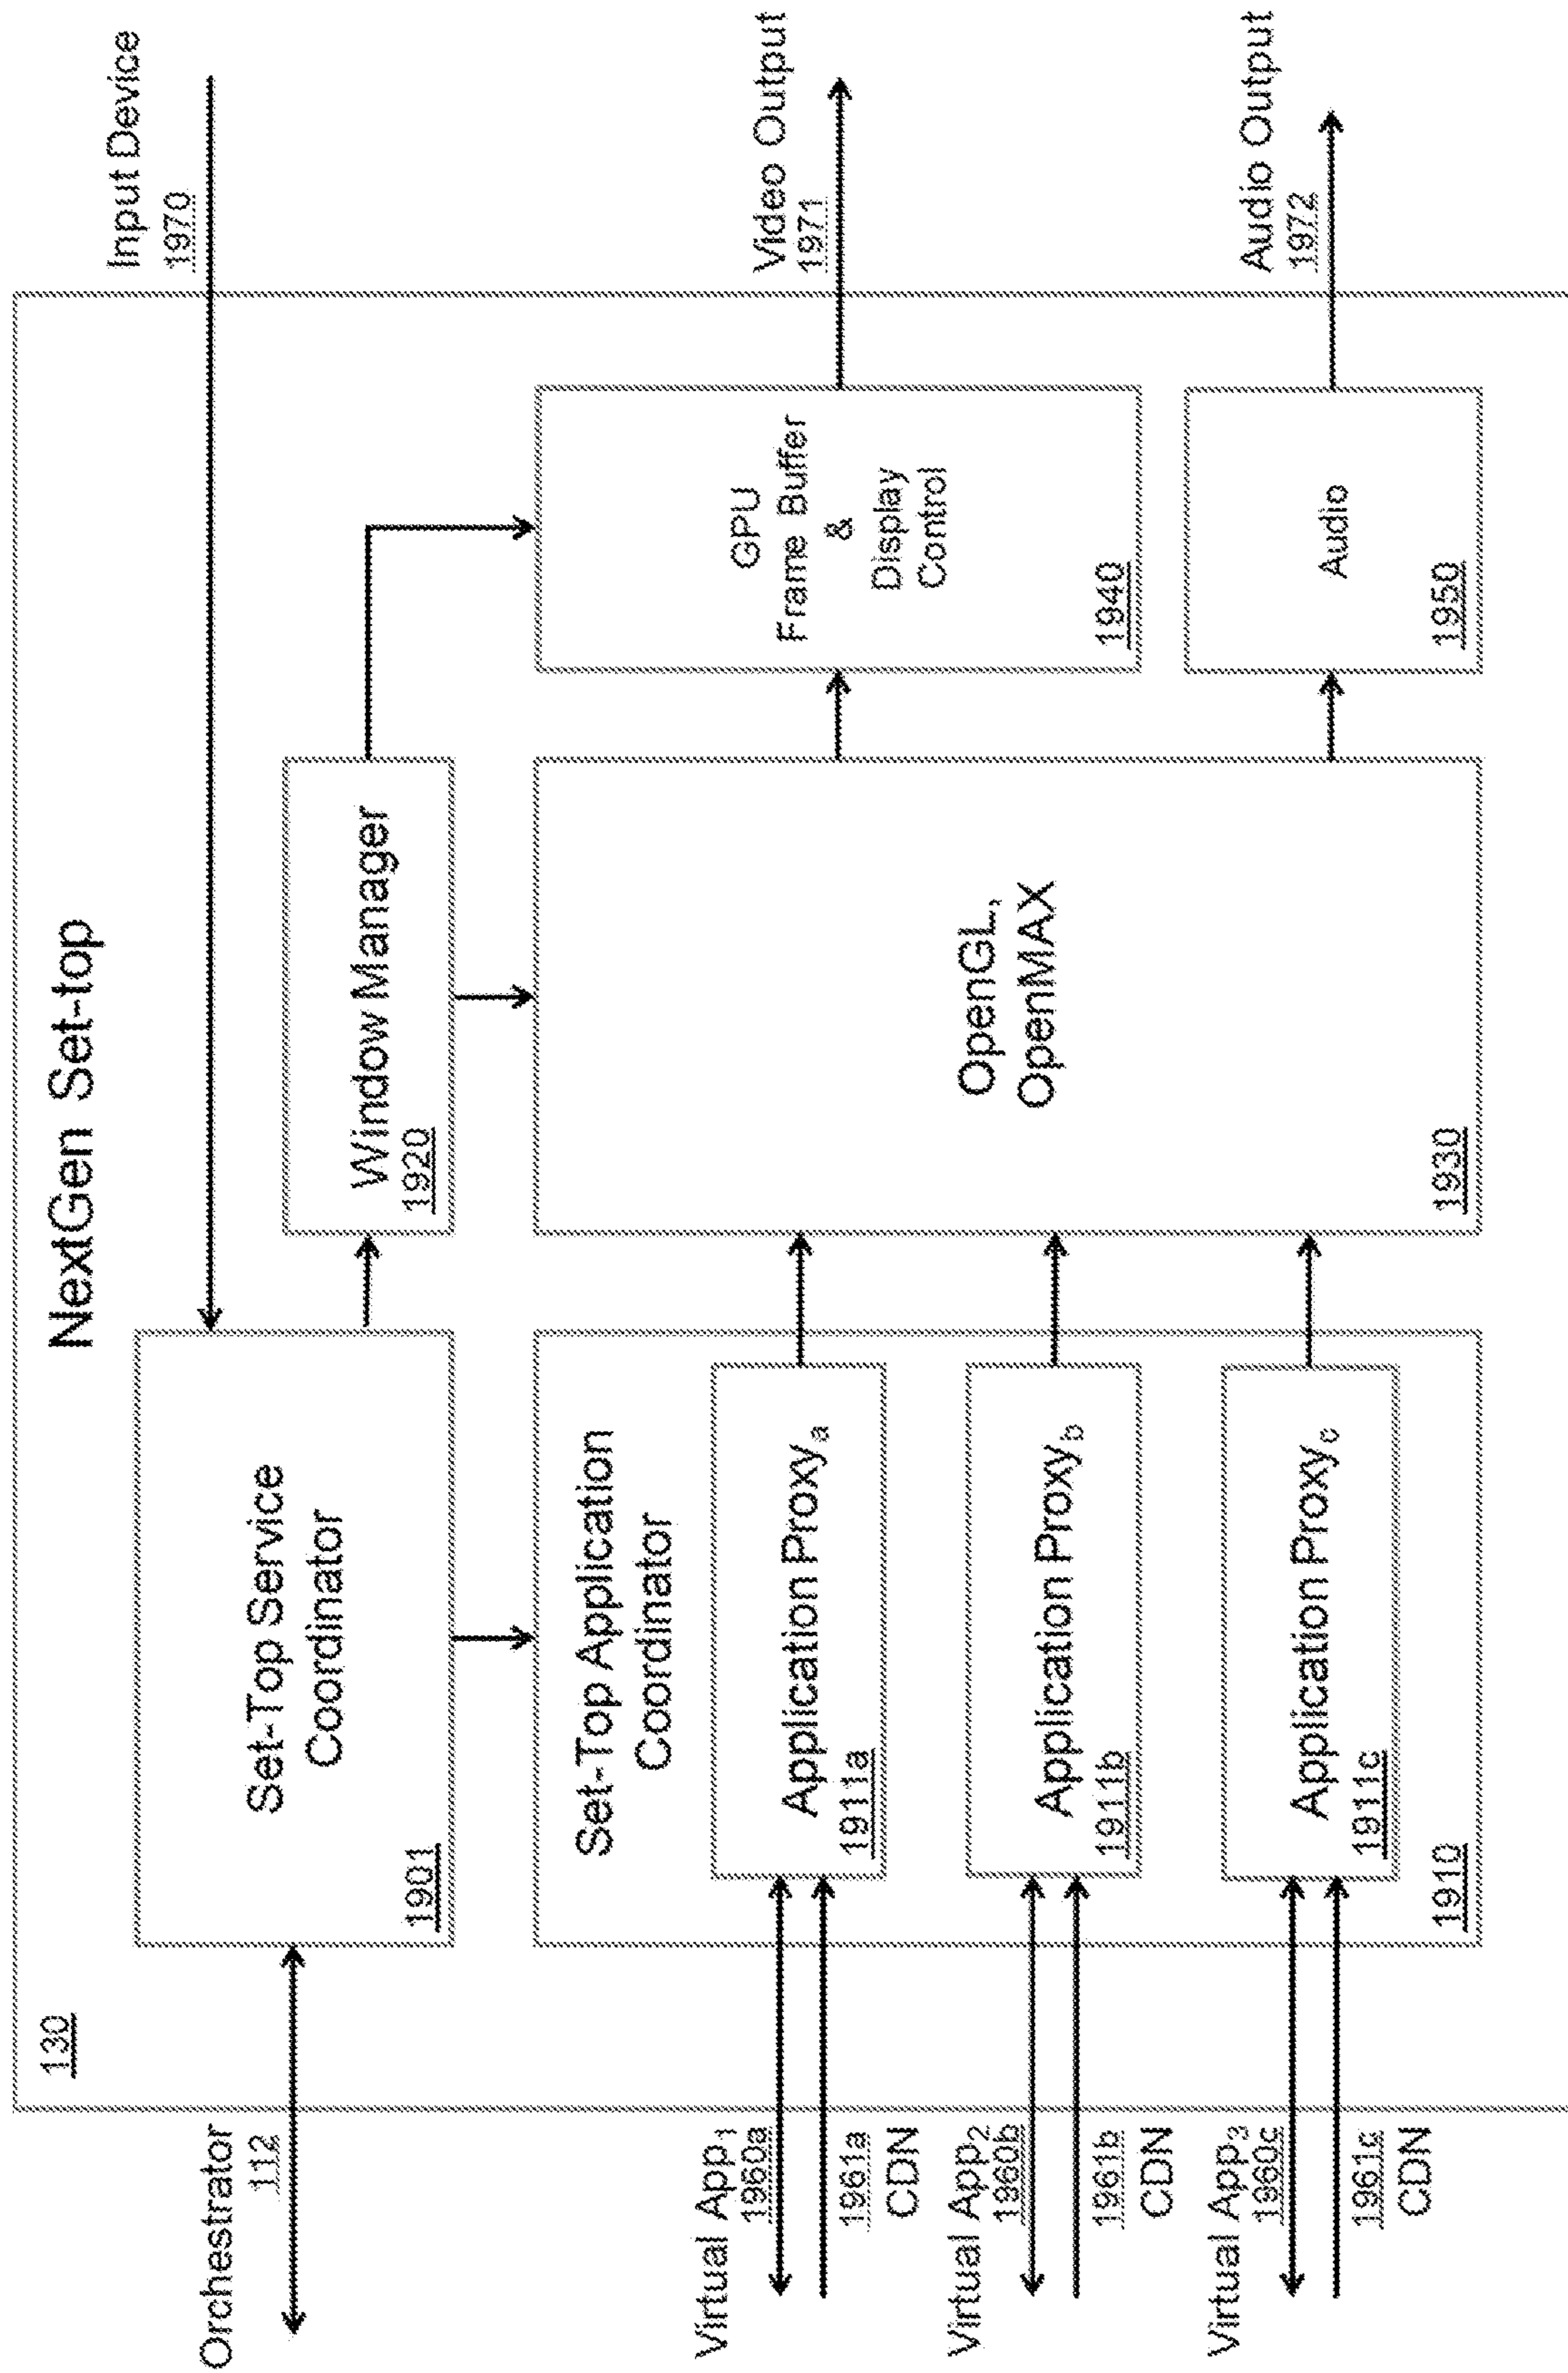 NextGen Set-top
130
Orchestrator
112
Input Device
1970
Set-Top Service
Coordinator
1901
Window Manager
1920
Set-Top Application
Coordinator
1910
Virtual App1
1960a
1961a
CDN
Application Proxya
1911a
Virtual App2
1960b
1961b
CDN
Application Proxyb
1911b
Virtual App3
1960c
1961c
CDN
Application Proxyc
1911c
OpenGL,
OpenMAX
1930
GPU
Frame Buffer
&
Display
Control
1940
Video Output
1971
Audio
1950
Audio Output
1972